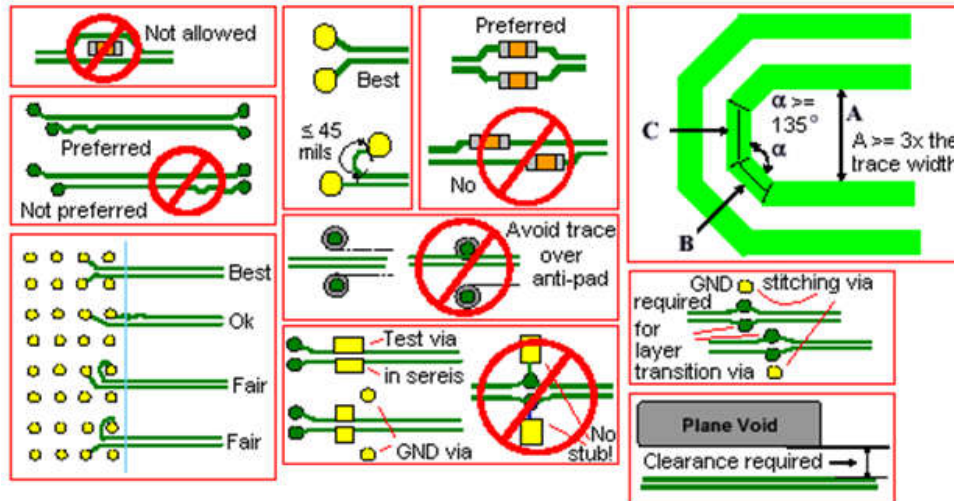 Not allowed
Preferred
Not preferred
Best
Ok
Fair
Fair
Best
≤ 45
mils
Preferred
No
Avoid trace
over
anti-pad
Test via
in sereis
GND via
No
stub!
α >=
135°
A
C
α
A >= 3x the
trace width
B
GND stitching via
required
for
layer
transition via
Plane Void
Clearance required